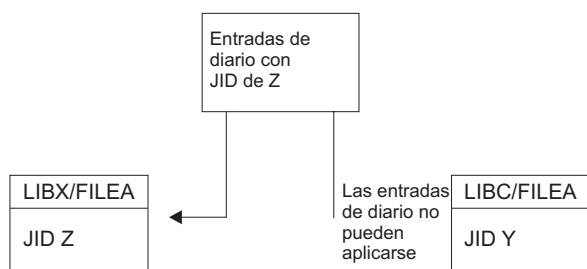 Entradas de
diario con
JID de Z
LIBX/FILEA
JID Z
Las entradas
de diario no
pueden
aplicarse
LIBC/FILEA
JID Y